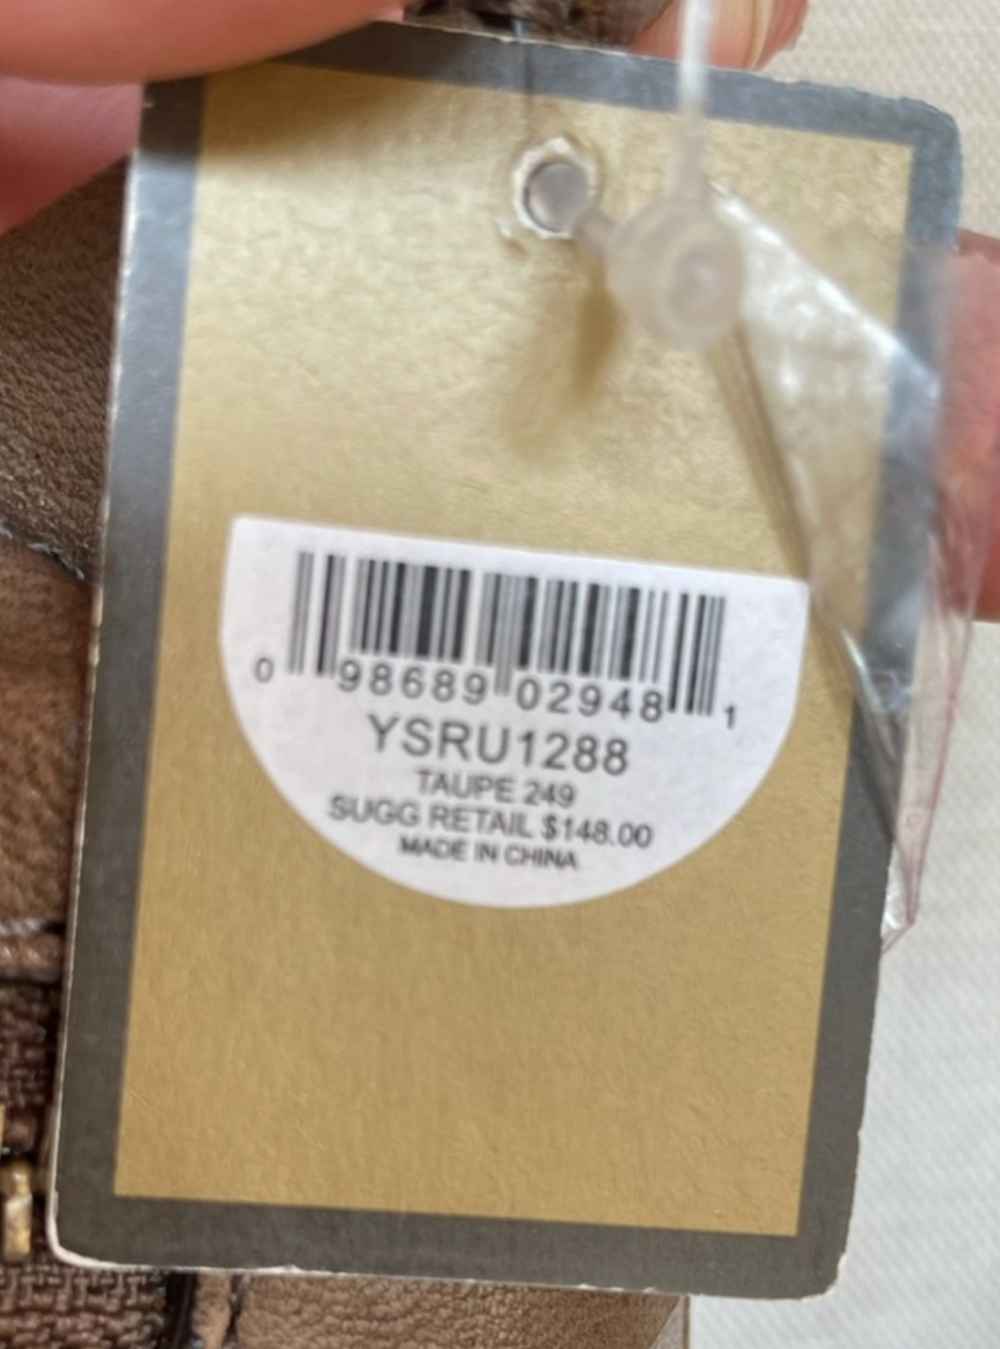 0 98689 02948 1
YSRU1288
TAUPE 249
SUGG RETAIL $148.00
MADE IN CHINA